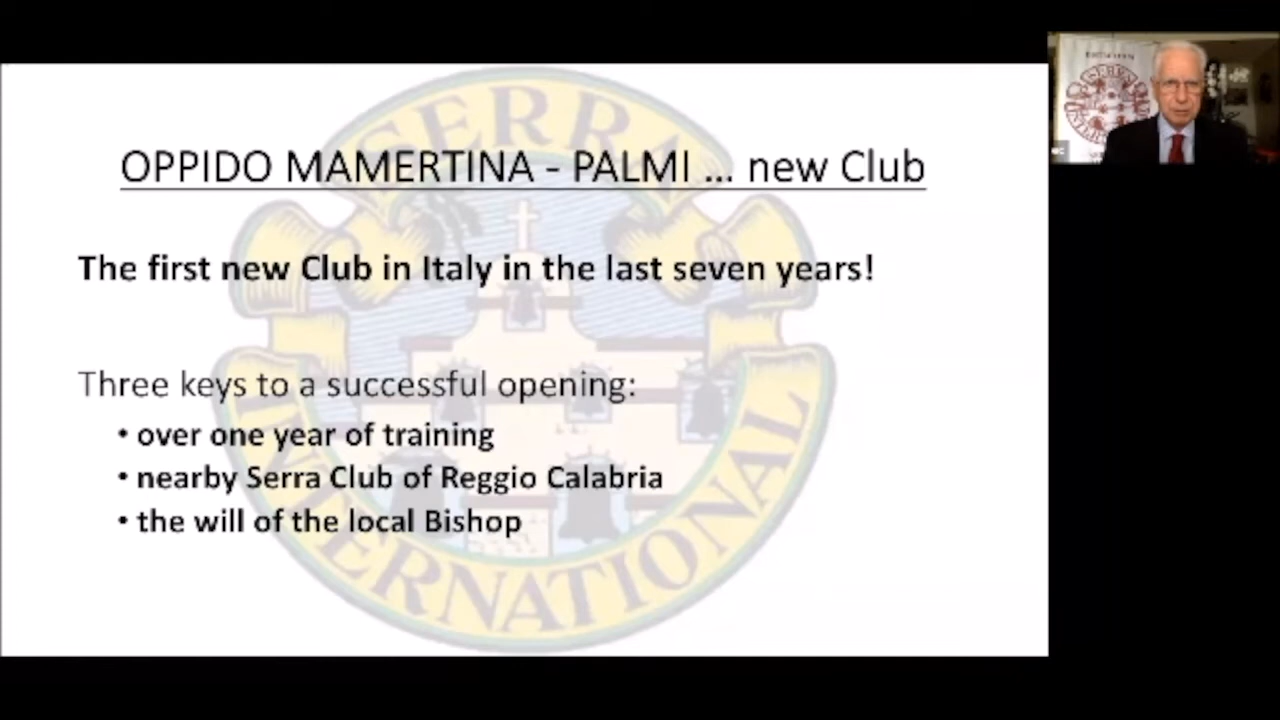 OPPIDO MAMERTINA - PALMI ... new Club
The first new Club in Italy in the last seven years!
Three keys to a successful opening:
• over one year of training
• nearby Serra Club of Reggio Calabria
• the will of the local Bishop
SERRA
INTERNATIONAL